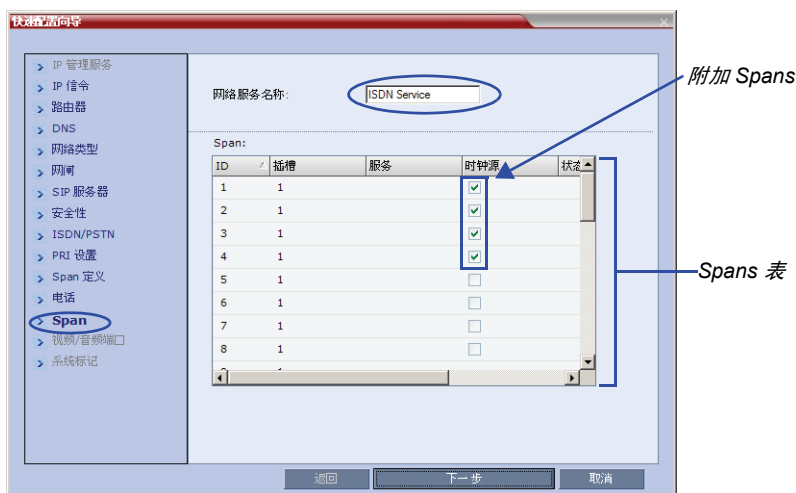 快速配置向导
IP 管理服务
IP 信令
路由器
DNS
网络类型
网闸
SIP 服务器
安全性
ISDN/PSTN
PRI 设置
Span 定义
电话
Span
视频/音频端口
系统标记
网络服务名称:
ISDN Service
附加 Spans
Span:
ID 插槽 服务 时钟源 状态
1 1
2 1
3 1
4 1
5 1
6 1
7 1
8 1
Spans 表
返回 下一步 取消